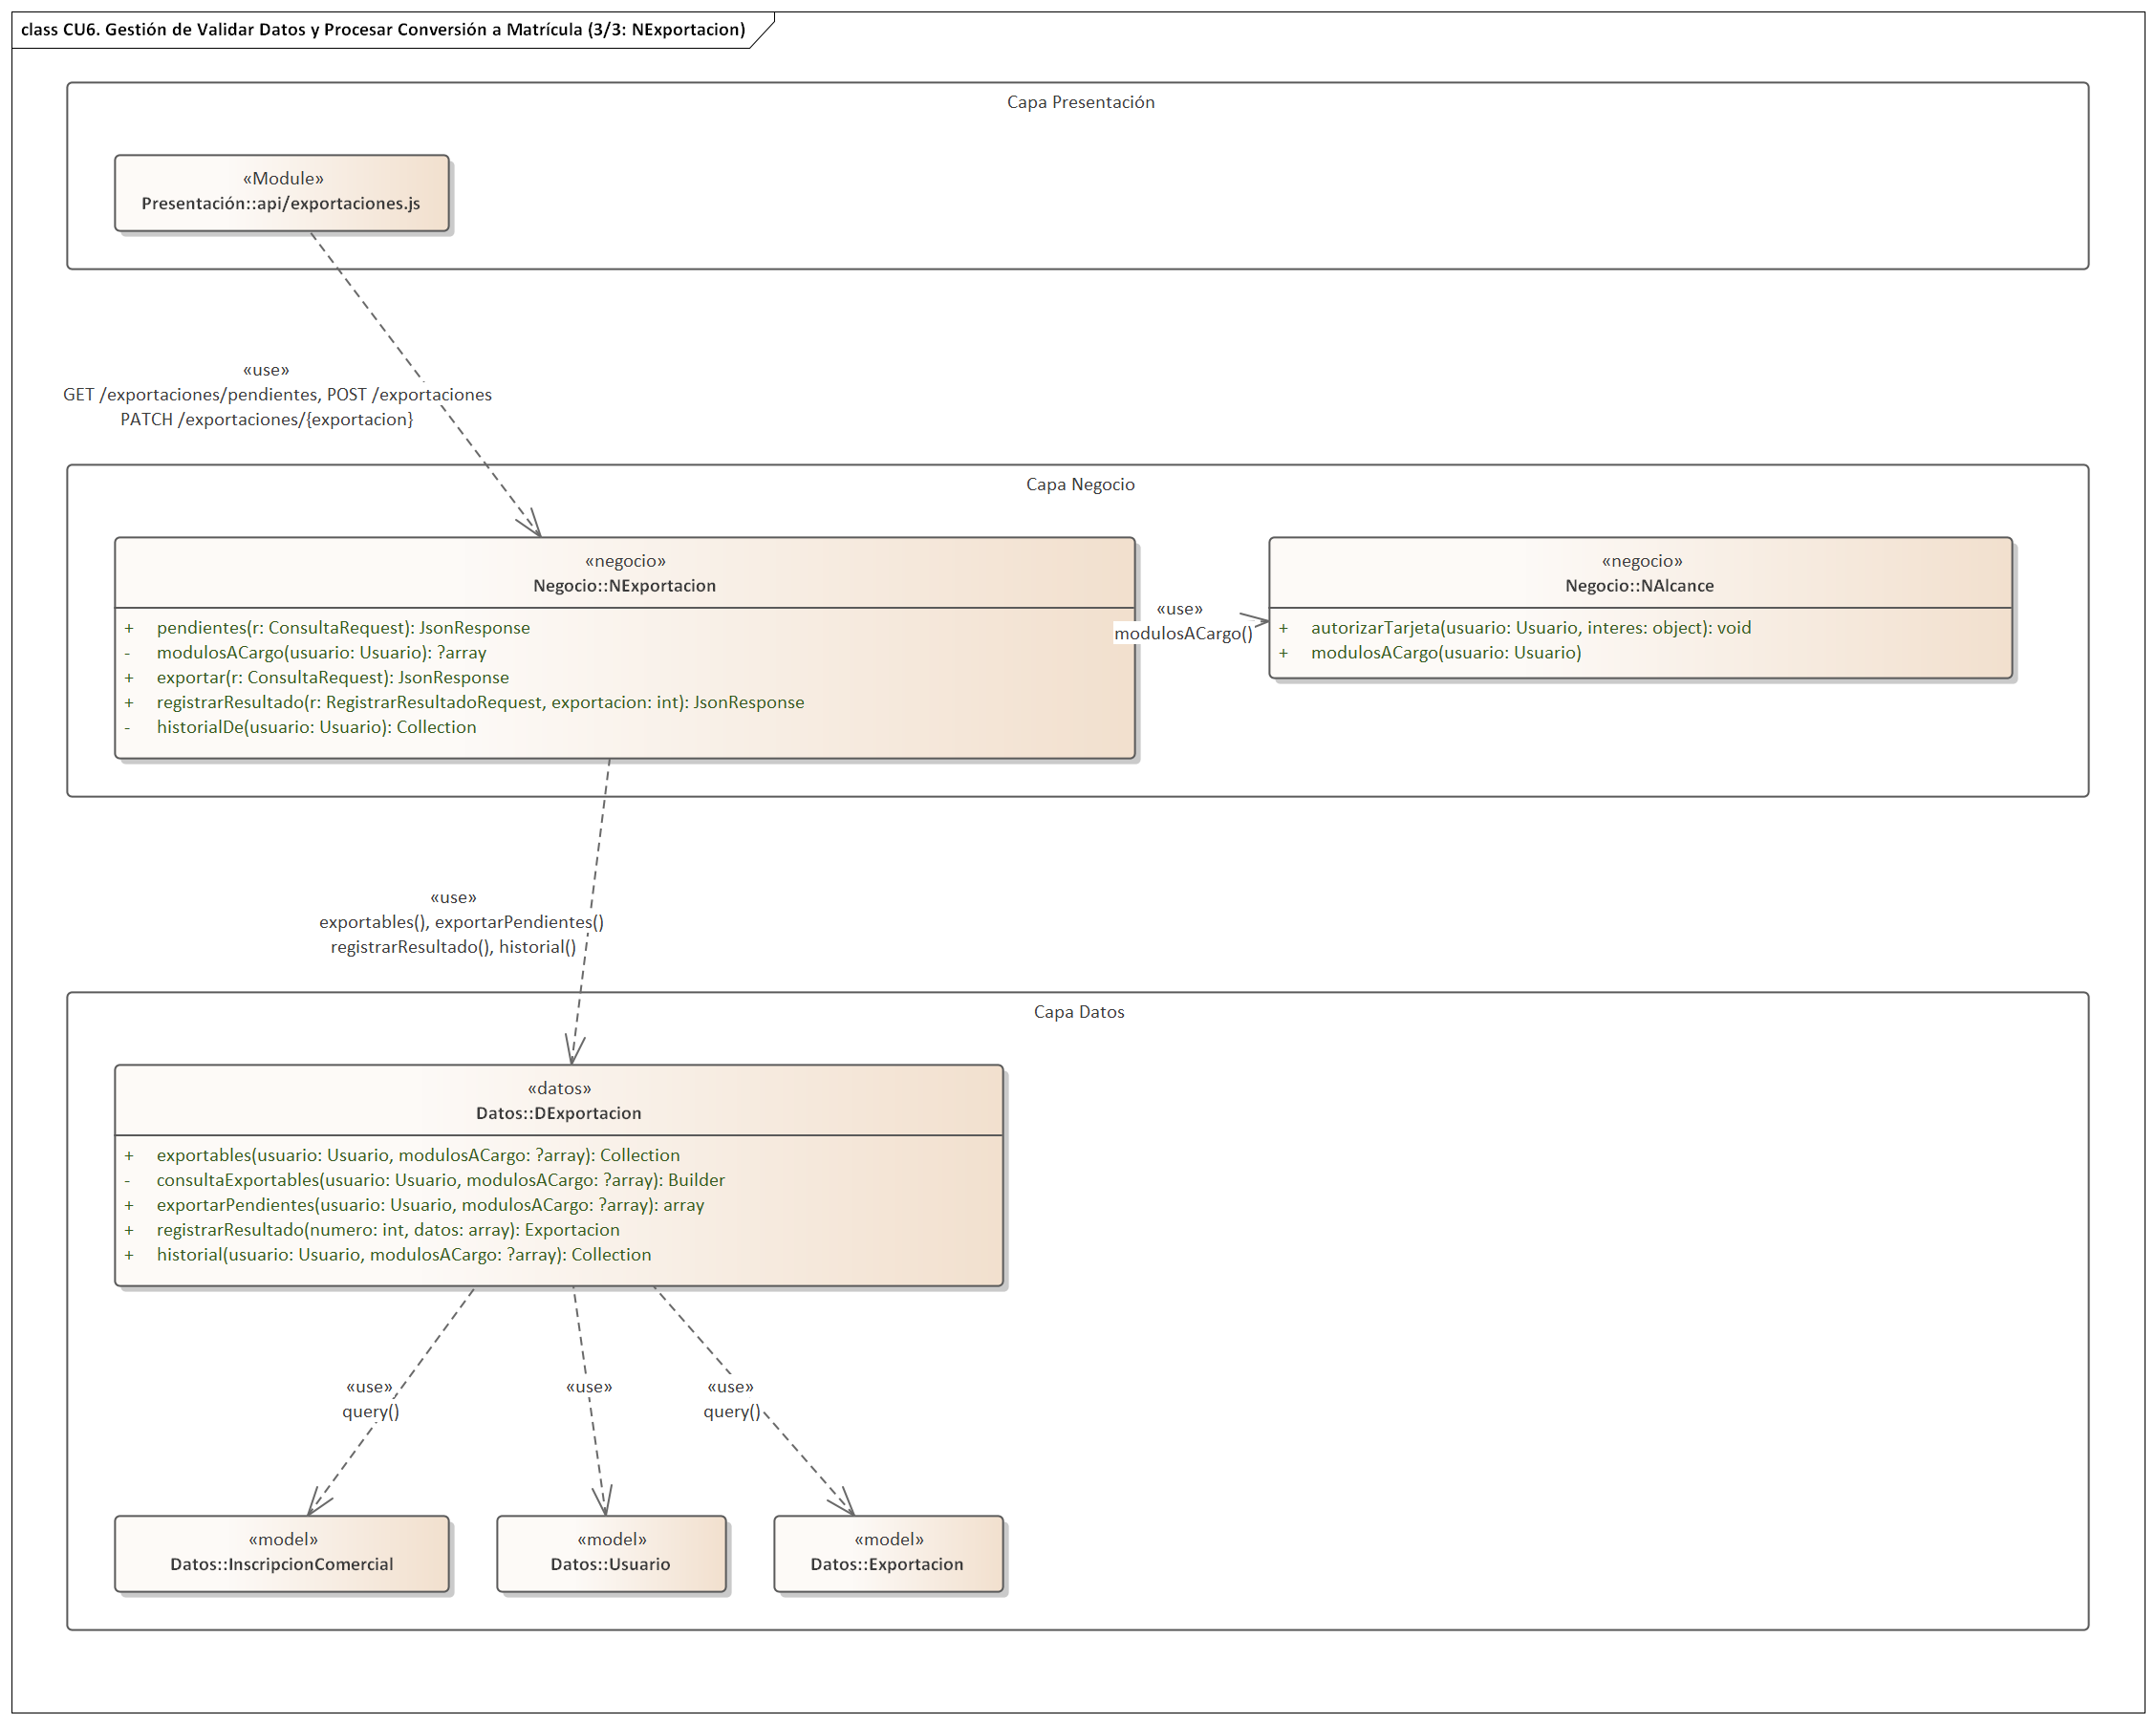 class CU6. Gestión de Validar Datos y Procesar Conversión a Matrícula (3/3: NExportacion)
Capa Presentación
«Module»
Presentación::api/exportaciones.js
«use»
GET /exportaciones/pendientes, POST /exportaciones
PATCH /exportaciones/{exportacion}
Capa Negocio
«negocio»
Negocio::NExportacion
+ pendientes(r: ConsultaRequest): JsonResponse
- modulosACargo(usuario: Usuario): ?array
+ exportar(r: ConsultaRequest): JsonResponse
+ registrarResultado(r: RegistrarResultadoRequest, exportacion: int): JsonResponse
- historialDe(usuario: Usuario): Collection
«use»
modulosACargo()
«negocio»
Negocio::NAlcance
+ autorizarTarjeta(usuario: Usuario, interes: object): void
+ modulosACargo(usuario: Usuario)
«use»
exportables(), exportarPendientes()
registrarResultado(), historial()
Capa Datos
«datos»
Datos::DExportacion
+ exportables(usuario: Usuario, modulosACargo: ?array): Collection
- consultaExportables(usuario: Usuario, modulosACargo: ?array): Builder
+ exportarPendientes(usuario: Usuario, modulosACargo: ?array): array
+ registrarResultado(numero: int, datos: array): Exportacion
+ historial(usuario: Usuario, modulosACargo: ?array): Collection
«use»
query()
«use»
«use»
query()
«model»
Datos::InscripcionComercial
«model»
Datos::Usuario
«model»
Datos::Exportacion